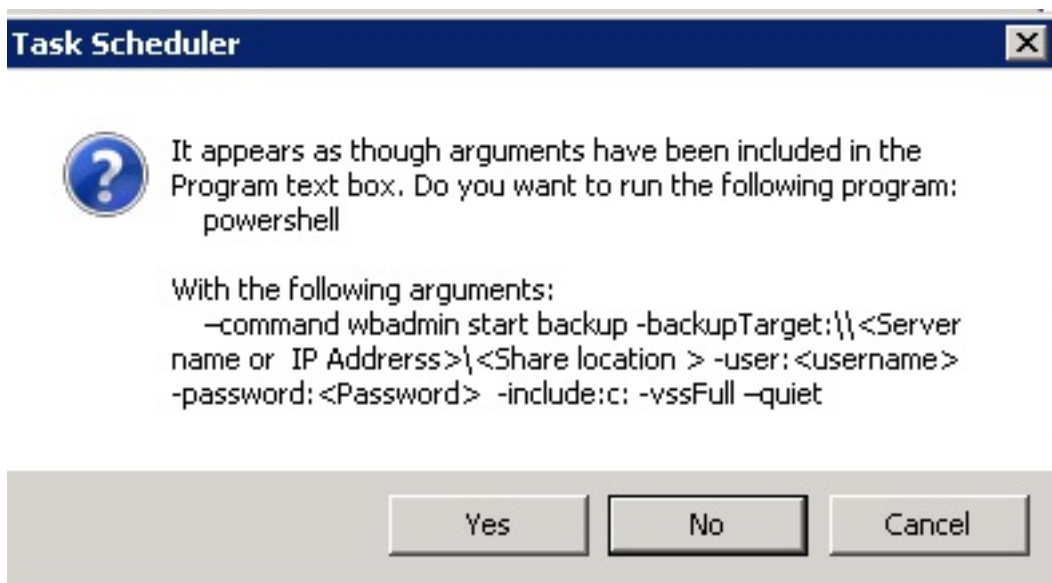 Task Scheduler
It appears as though arguments have been included in the
Program text box. Do you want to run the following program:
powershell
With the following arguments:
–command wbadmin start backup -backupTarget:\\<Server
name or  IP Addrerss>\<Share location > -user:<username>
-password:<Password>  -include:c: -vssFull –quiet
Yes
No
Cancel